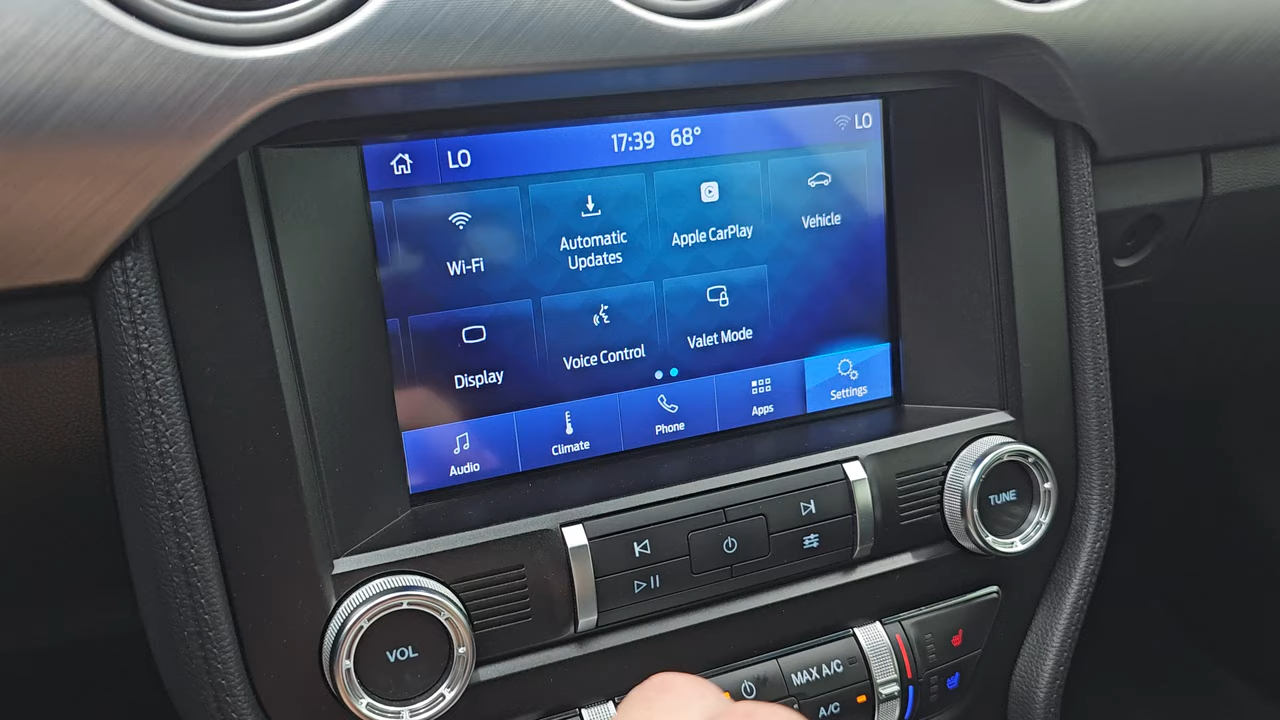 LO
17:39 68°
LO
Wi-Fi
Automatic
Updates
Apple CarPlay
Vehicle
Display
Voice Control
Valet Mode
Audio
Climate
Phone
Apps
Settings
VOL
TUNE
MAX A/C
A/C